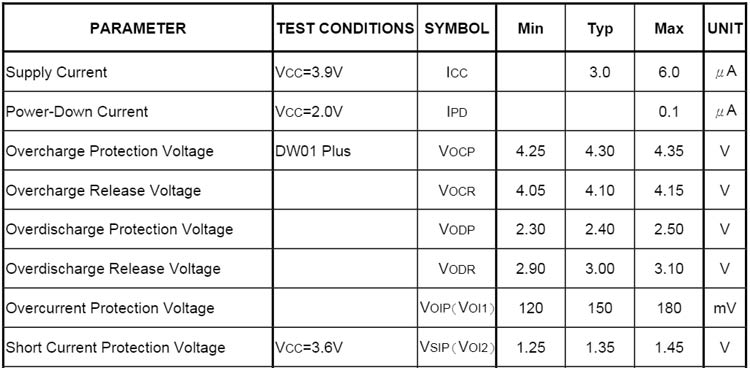 PARAMETER TEST CONDITIONS SYMBOL Min Typ Max UNIT
Supply Current VCC=3.9V ICC 3.0 6.0 μA
Power-Down Current VCC=2.0V IPD 0.1 μA
Overcharge Protection Voltage DW01 Plus VOCP 4.25 4.30 4.35 V
Overcharge Release Voltage VOCR 4.05 4.10 4.15 V
Overdischarge Protection Voltage VODP 2.30 2.40 2.50 V
Overdischarge Release Voltage VODR 2.90 3.00 3.10 V
Overcurrent Protection Voltage VOIP(VOI1) 120 150 180 mV
Short Current Protection Voltage VCC=3.6V VSIP(VOI2) 1.25 1.35 1.45 V